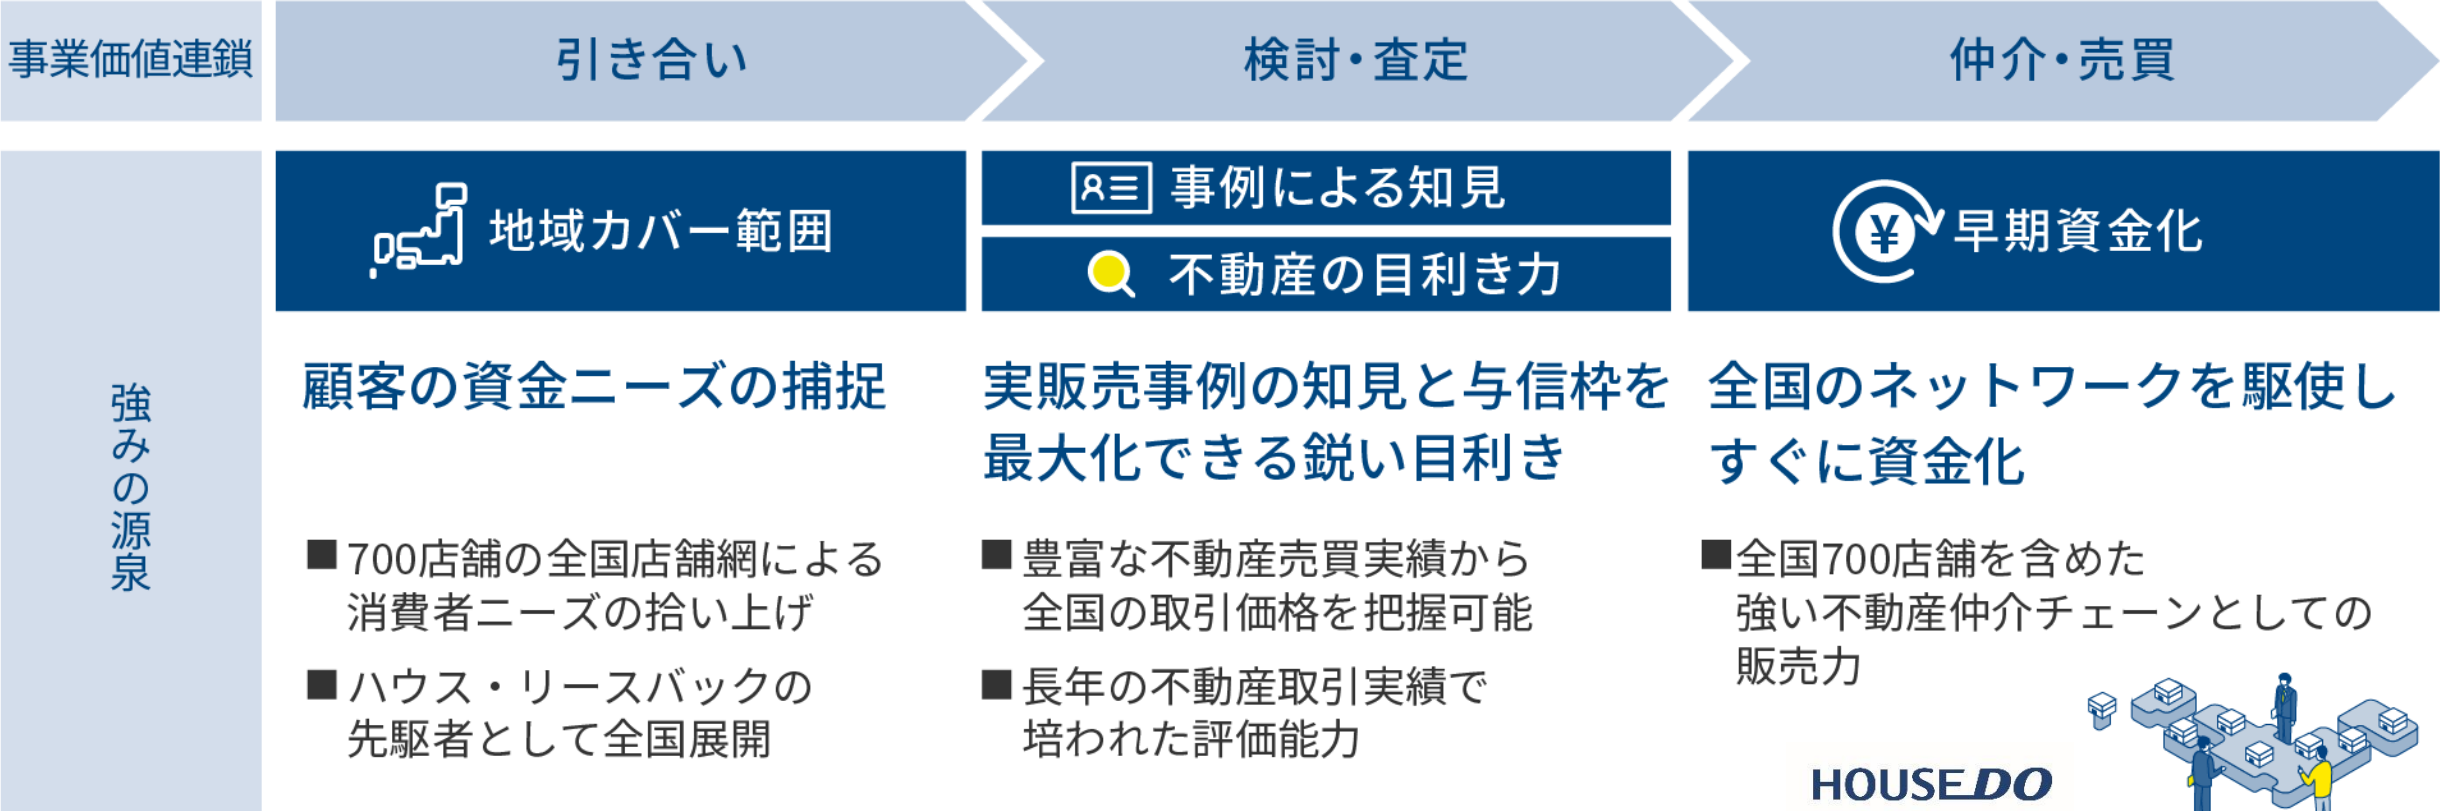 事業価値連鎖
引き合い
検討・査定
仲介・売買
強みの源泉
地域カバー範囲
顧客の資金ニーズの捕捉
■ 700店舗の全国店舗網による
消費者ニーズの拾い上げ
■ ハウス・リースバックの
先駆者として全国展開
事例による知見
不動産の目利き力
実販売事例の知見と与信枠を
最大化できる鋭い目利き
■ 豊富な不動産売買実績から
全国の取引価格を把握可能
■ 長年の不動産取引実績で
培われた評価能力
¥
早期資金化
全国のネットワークを駆使し
すぐに資金化
■ 全国700店舗を含めた
強い不動産仲介チェーンとしての
販売力
HOUSEDO